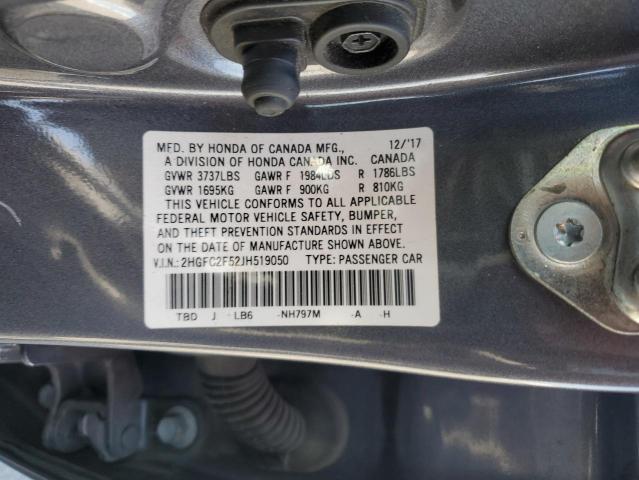 MFD. BY HONDA OF CANADA MFG., 12/'17
A DIVISION OF HONDA CANADA INC. CANADA
GVWR 3737LBS GAWR F 1984LBS R 1786LBS
GVWR 1695KG GAWR F 900KG R 810KG
THIS VEHICLE CONFORMS TO ALL APPLICABLE
FEDERAL MOTOR VEHICLE SAFETY, BUMPER,
AND THEFT PREVENTION STANDARDS IN EFFECT
ON THE DATE OF MANUFACTURE SHOWN ABOVE.
V.I.N.: 2HGFC2F52JH519050 TYPE: PASSENGER CAR
TBD J -LB6 -NH797M -A -H